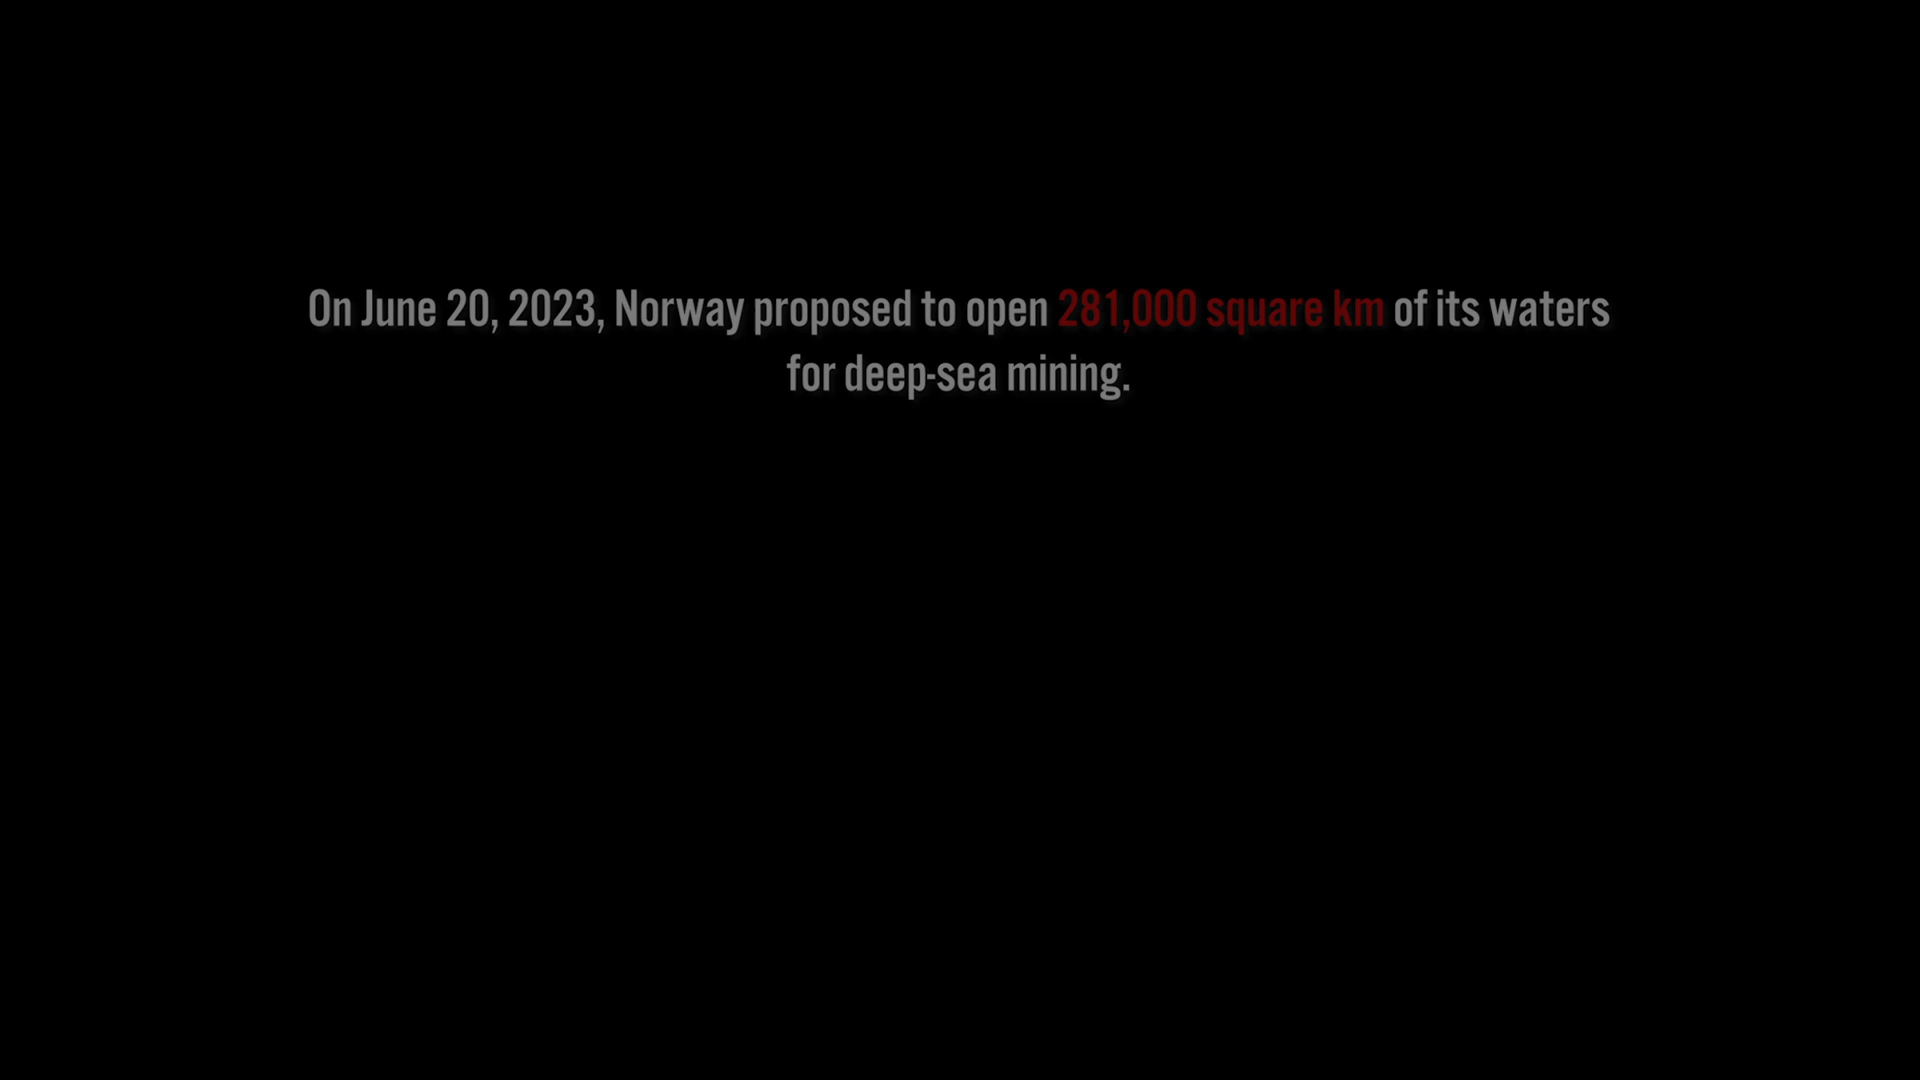 On June 20, 2023, Norway proposed to open 281,000 square km of its waters
for deep-sea mining.